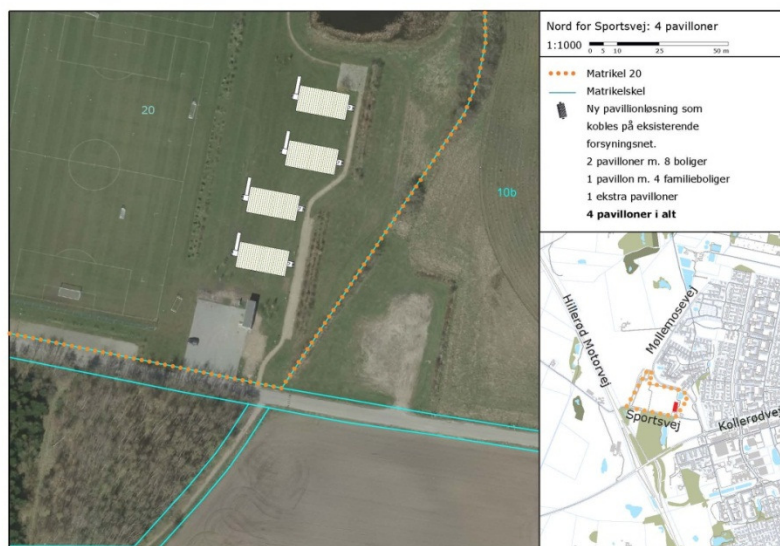 Nord for Sportsvej: 4 pavilloner
1:1000 0 5 10 25 50 m
Matrikel 20
Matrikelskel
Ny pavillionløsning som
kobles på eksisterende
forsyningsnet.
2 pavilloner m. 8 boliger
1 pavillon m. 4 familieboliger
1 ekstra pavilloner
4 pavilloner i alt
20
10b
Hillerød Motorvej
Møllemosevej
Sportsvej
Kollerødvej